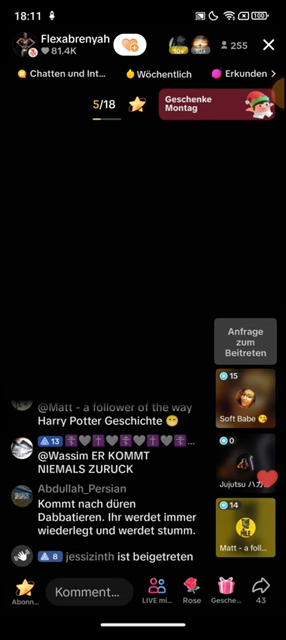 18:11
100
Flexabrenyah
81.4K
10+
255
Chatten und Int...
Wöchentlich
Erkunden
5/18
Geschenke
Montag
Anfrage
zum
Beitreten
15
Soft Babe
0
Jujutsu
14
Matt - a foll...
@Matt - a follower of the way
Harry Potter Geschichte
13
@Wassim ER KOMMT
NIEMALS ZURUCK
Abdullah_Persian
Kommt nach düren
Dabbatieren. Ihr werdet immer
wiederlegt und werdet stumm.
8 jessizinth ist beigetreten
Kommentar...
Abonn...
LIVE mi...
Rose
Gesche...
43